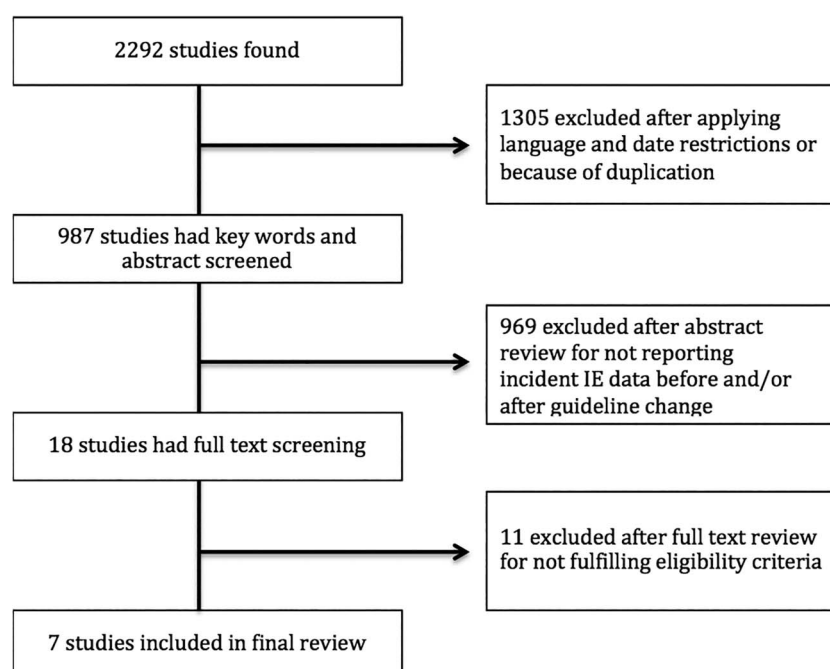 2292 studies found
1305 excluded after applying
language and date restrictions or
because of duplication
987 studies had key words and
abstract screened
969 excluded after abstract
review for not reporting
incident IE data before and/or
after guideline change
18 studies had full text screening
11 excluded after full text review
for not fulfilling eligibility criteria
7 studies included in final review